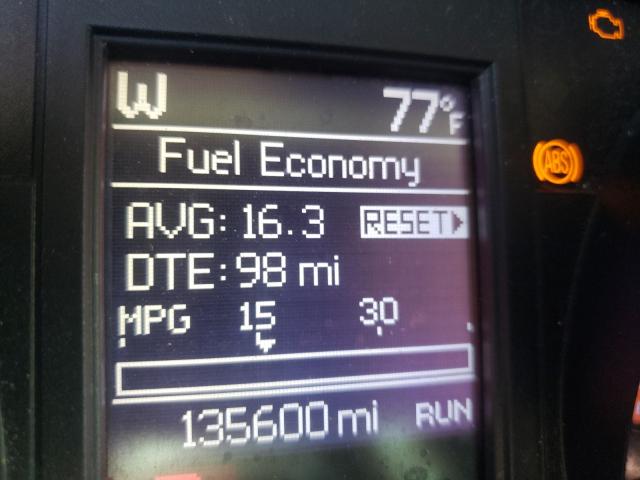 W 77°F
ABS
Fuel Economy
AVG: 16.3 RESET
DTE: 98 mi
MPG 15 30
135600 mi RUN